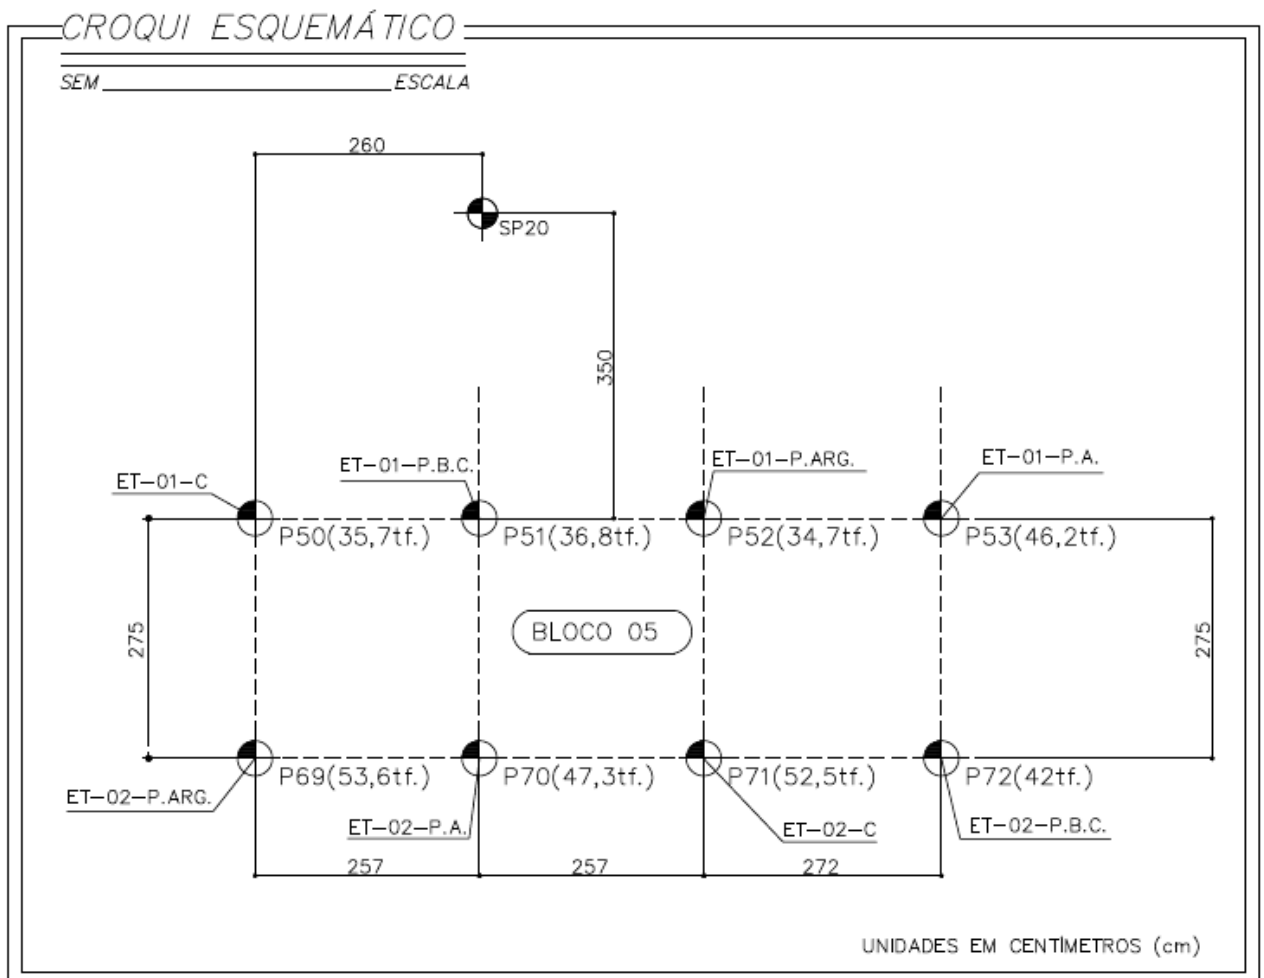 CROQUI ESQUEMÁTICO
SEM ESCALA
260
SP20
350
ET-01-P.B.C.
ET-01-P.ARG.
ET-01-P.A.
ET-01-C
P50(35,7tf.)
P51(36,8tf.)
P52(34,7tf.)
P53(46,2tf.)
275
BLOCO 05
275
P69(53,6tf.)
P70(47,3tf.)
P71(52,5tf.)
P72(42tf.)
ET-02-P.ARG.
ET-02-P.A.
ET-02-C
ET-02-P.B.C.
257
257
272
UNIDADES EM CENTÍMETROS (cm)